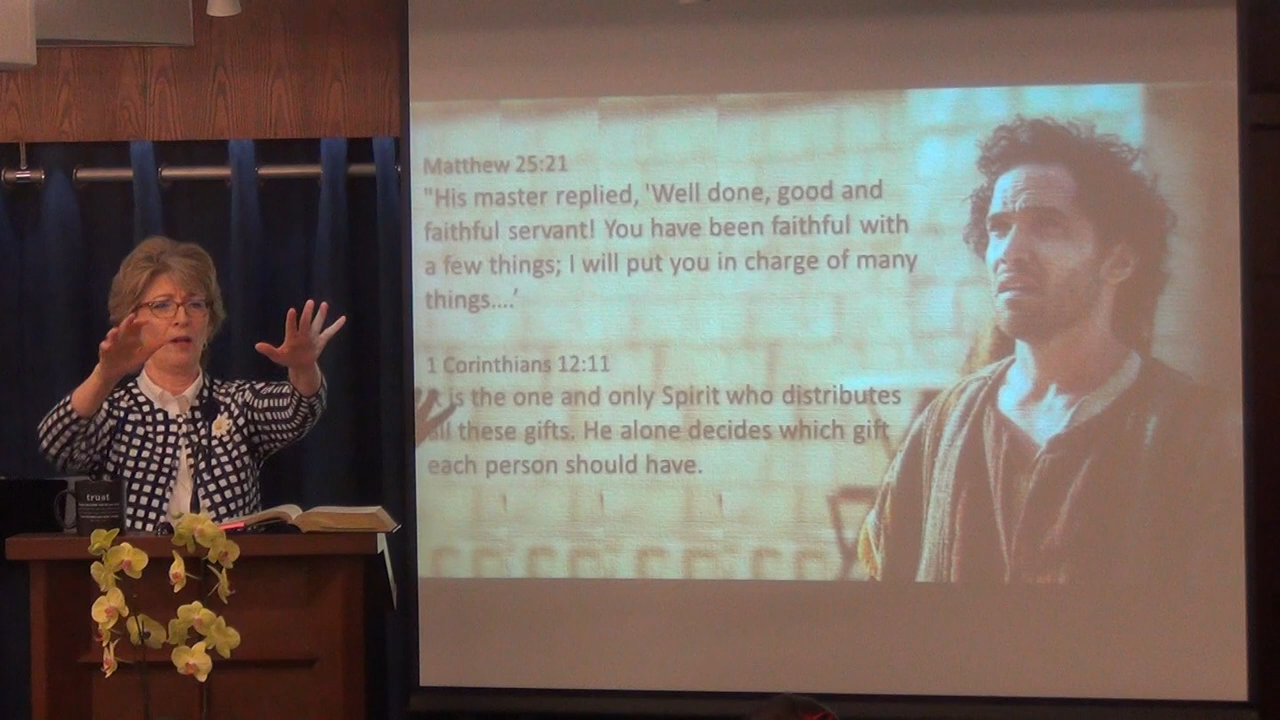 Matthew 25:21
"His master replied, 'Well done, good and
faithful servant! You have been faithful with
a few things; I will put you in charge of many
things....'
1 Corinthians 12:11
is the one and only Spirit who distributes
all these gifts. He alone decides which gift
each person should have.
trust